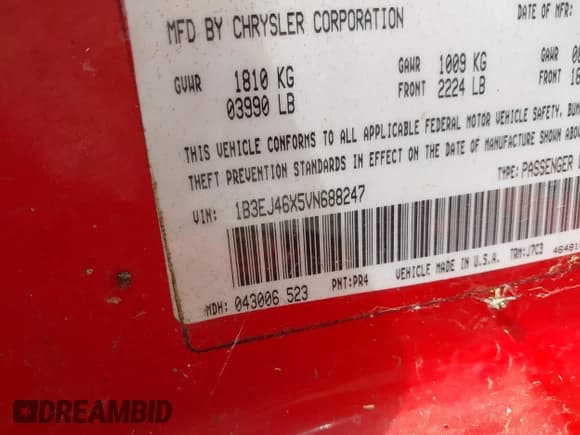 MFD BY CHRYSLER CORPORATION DATE OF MFR:
GVWR 1810 KG GAWR 1009 KG GAWR
03990 LB FRONT 2224 LB FRONT
THIS VEHICLE CONFORMS TO ALL APPLICABLE FEDERAL MOTOR VEHICLE SAFETY,
THEFT PREVENTION STANDARDS IN EFFECT ON THE DATE OF MANUFACTURE SHOWN
VIN: 1B3EJ46X5VN688247 TYPE: PASSENGER
MDH: 043006 523 PNT:PR4 VEHICLE MADE IN U.S.A. TRM:J7C3
DREAMBID